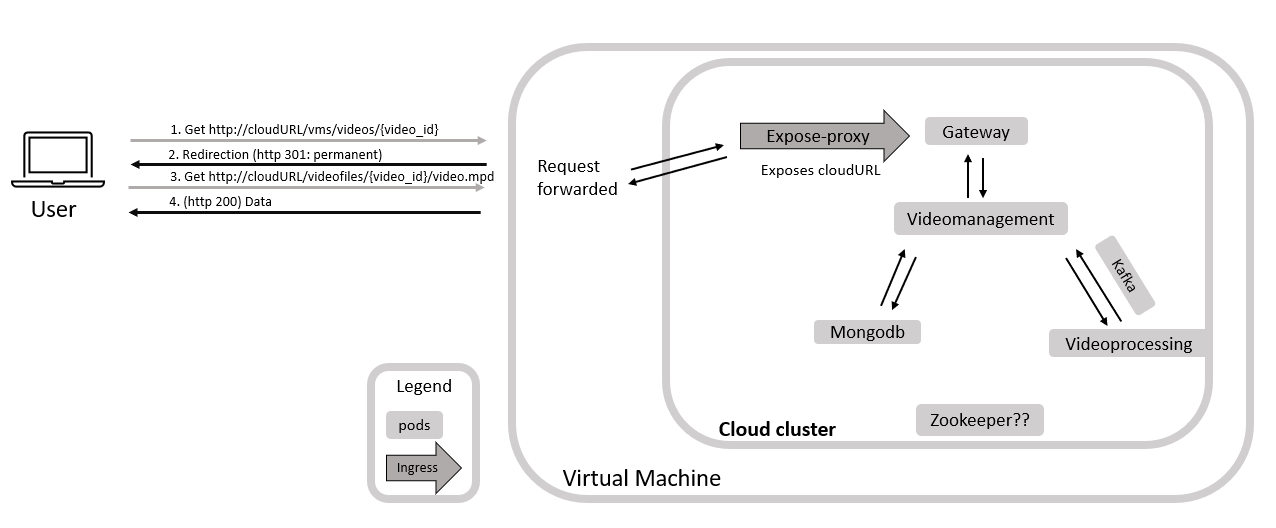 1. Get http://cloudURL/vms/videos/{video_id}
2. Redirection (http 301: permanent)
3. Get http://cloudURL/videofiles/{video_id}/video.mpd
4. (http 200) Data
User
Request
forwarded
Expose-proxy
Exposes cloudURL
Gateway
Videomanagement
Kafka
Mongodb
Videoprocessing
Zookeeper??
Cloud cluster
Virtual Machine
Legend
pods
Ingress